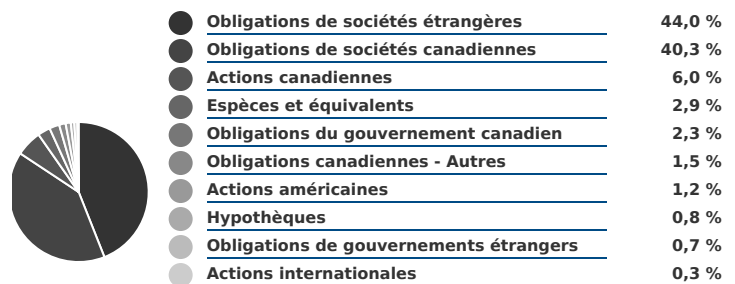 Obligations de sociétés étrangères 44,0 %
Obligations de sociétés canadiennes 40,3 %
Actions canadiennes 6,0 %
Espèces et équivalents 2,9 %
Obligations du gouvernement canadien 2,3 %
Obligations canadiennes - Autres 1,5 %
Actions américaines 1,2 %
Hypothèques 0,8 %
Obligations de gouvernements étrangers 0,7 %
Actions internationales 0,3 %